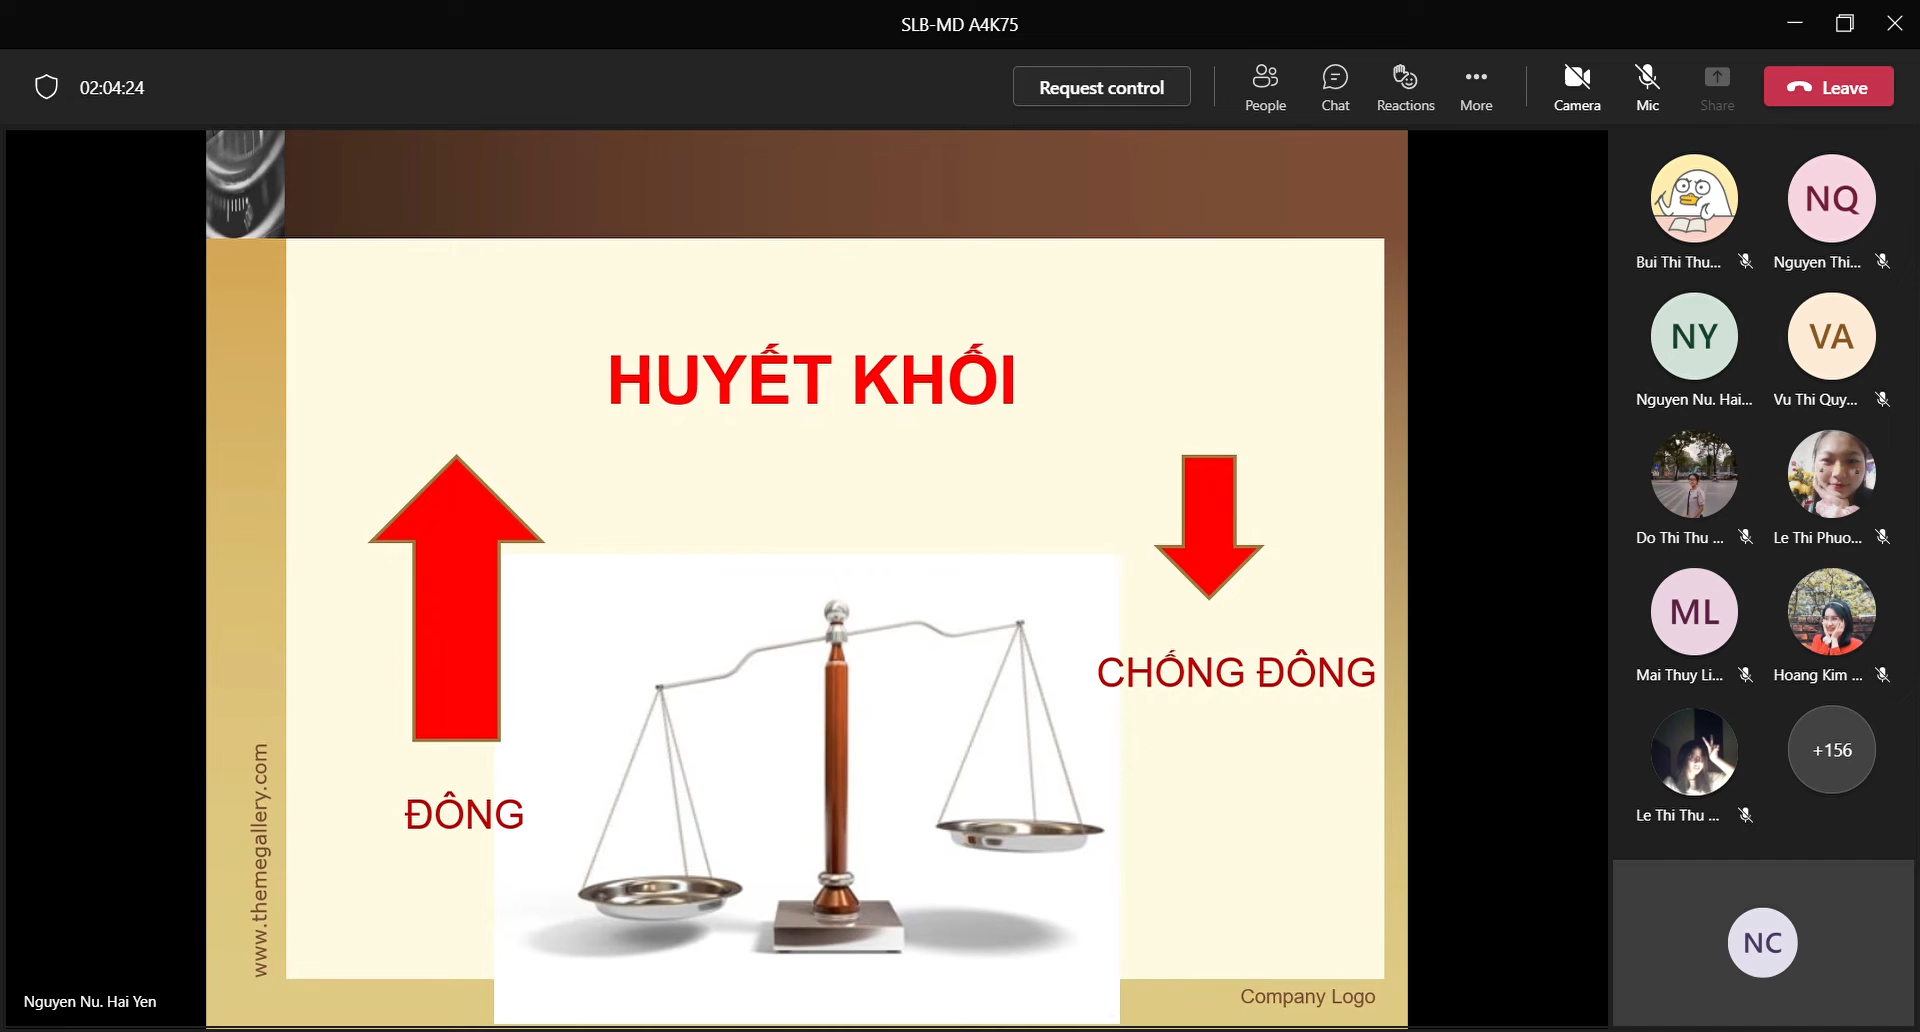 SLB-MD A4K75
02:04:24
Request control
People
Chat
Reactions
More
Camera
Mic
Share
Leave
HUYẾT KHỐI
CHỐNG ĐÔNG
ĐÔNG
www.themegallery.com
Company Logo
Nguyen Nu. Hai Yen
Bui Thi Thu...
NQ
Nguyen Thi...
NY
Nguyen Nu. Hai...
VA
Vu Thi Quy...
Do Thi Thu ...
Le Thi Phuo...
ML
Mai Thuy Li...
Hoang Kim ...
Le Thi Thu ...
+156
NC